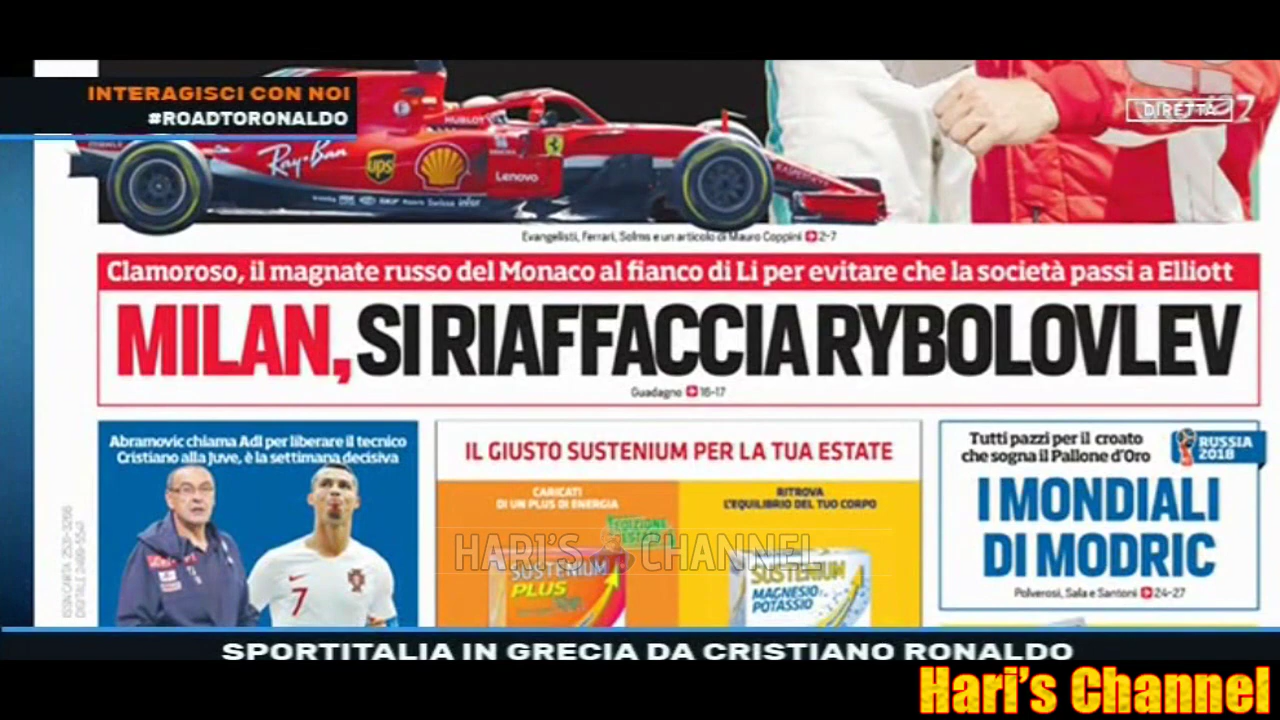 INTERAGISCI CON NOI
#ROADTORONALDO
DIRETTA
HUBLOT
Ray-Ban
ups
Lenovo
Evangelisti, Ferrari, Solms e un articolo di Mauro Coppini 2-7
Clamoroso, il magnate russo del Monaco al fianco di Li per evitare che la società passi a Elliott
MILAN, SI RIAFFACCIA RYBOLOVLEV
Guadagno 16-17
Abramovic chiama Adl per liberare il tecnico
Cristiano alla Juve, è la settimana decisiva
7
IL GIUSTO SUSTENIUM PER LA TUA ESTATE
CARICATI
DI UN PLUS DI ENERGIA
EDIZIONE
SUSTENIUM
PLUS
RITROVA
L'EQUILIBRIO DEL TUO CORPO
SUSTENIUM
MAGNESIO
POTASSIO
Tutti pazzi per il croato
che sogna il Pallone d'Oro
RUSSIA
2018
I MONDIALI
DI MODRIC
Polverosi, Sala e Santoni 24-27
HARI'S CHANNEL
SPORTITALIA IN GRECIA DA CRISTIANO RONALDO
Hari's Channel